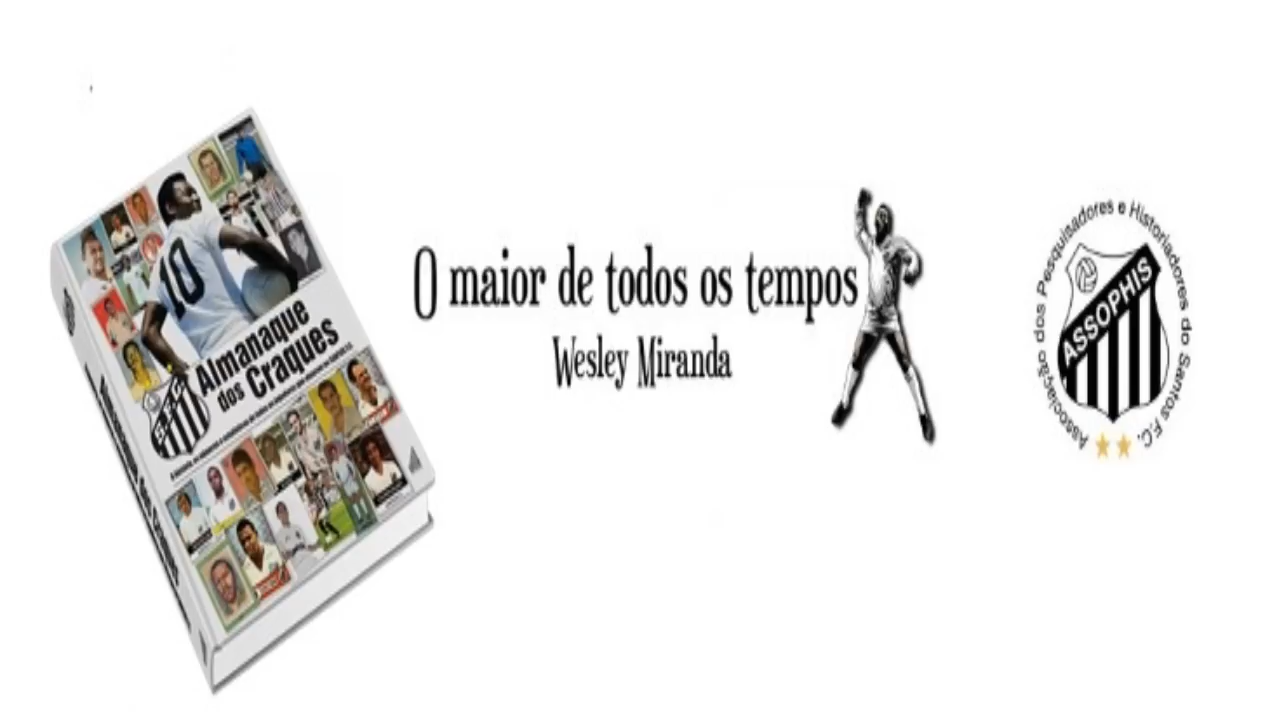 10
Almanaque
dos Craques
O maior de todos os tempos
Wesley Miranda
Associação dos Pesquisadores e Historiadores do Santos F.C.
ASSOPHIS